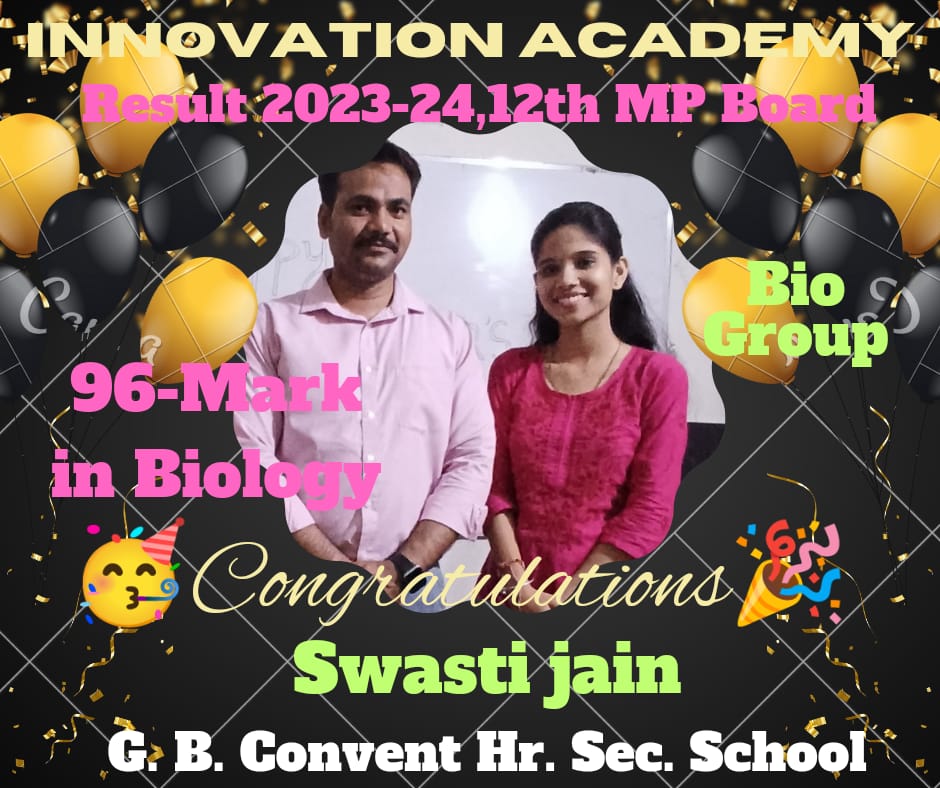 INNOVATION ACADEMY
Result 2023-24,12th MP Board
Bio
Group
96-Mark
in Biology
Congratulations
Swasti jain
G. B. Convent Hr. Sec. School